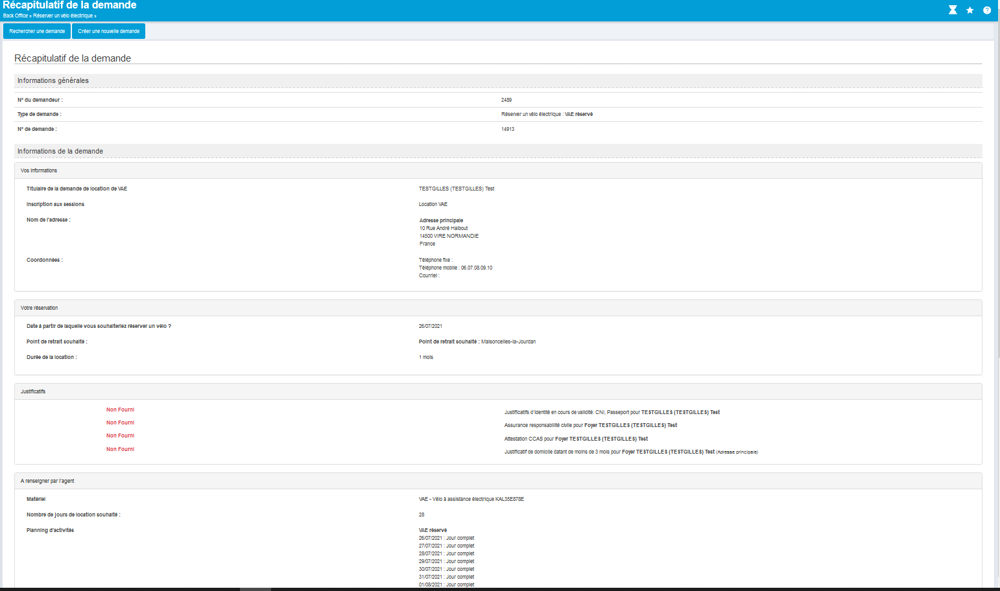 Récapitulatif de la demande
Back Office » Réserver un vélo électrique »
Rechercher une demande
Créer une nouvelle demande
Récapitulatif de la demande
Informations générales
N° du demandeur : 2489
Type de demande : Réserver un vélo électrique : VAE réservé
N° de demande : 14913
Informations de la demande
Vos informations
Titulaire de la demande de location de VAE TESTGILLES (TESTGILLES) Test
Inscription aux sessions Location VAE
Nom de l'adresse : Adresse principale
10 Rue André Halbout
14500 VIRE NORMANDIE
France
Coordonnées : Téléphone fixe :
Téléphone mobile : 06.07.08.09.10
Courriel :
Votre réservation
Date à partir de laquelle vous souhaiteriez réserver un vélo ? 26/07/2021
Point de retrait souhaité : Point de retrait souhaité : Maisoncelles-la-Jourdan
Durée de la location : 1 mois
Justificatifs
Non Fourni Justificatifs d'identité en cours de validité: CNI, Passeport pour TESTGILLES (TESTGILLES) Test
Non Fourni Assurance responsabilité civile pour Foyer TESTGILLES (TESTGILLES) Test
Non Fourni Attestation CCAS pour Foyer TESTGILLES (TESTGILLES) Test
Non Fourni Justificatif de domicile datant de moins de 3 mois pour Foyer TESTGILLES (TESTGILLES) Test (Adresse principale)
A renseigner par l'agent
Matériel VAE - Vélo à assistance électrique KAL35E878E
Nombre de jours de location souhaité : 28
Planning d'activités VAE réservé
26/07/2021 : Jour complet
27/07/2021 : Jour complet
28/07/2021 : Jour complet
29/07/2021 : Jour complet
30/07/2021 : Jour complet
31/07/2021 : Jour complet
01/08/2021 : Jour complet